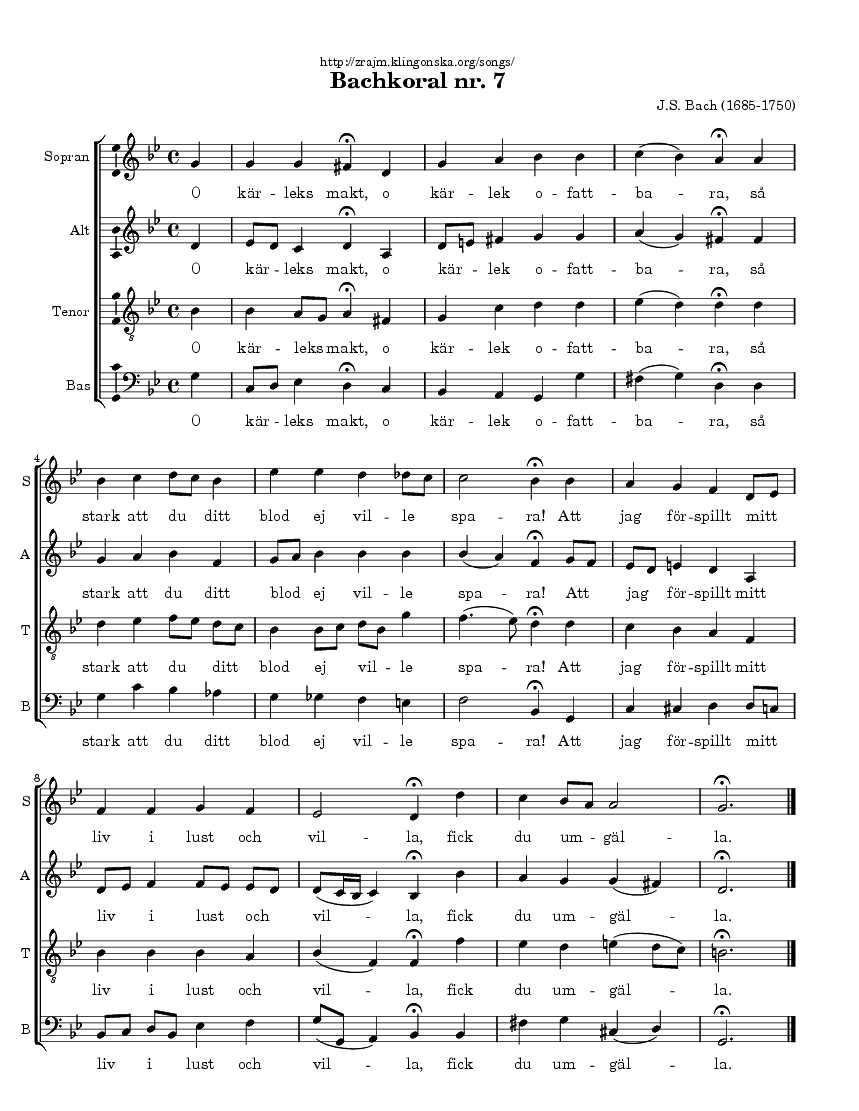 http://zrajm.klingonska.org/songs/
Bachkoral nr. 7
J.S. Bach (1685-1750)
Sopran
O kär - leks makt, o kär - lek o - fatt - ba - ra, så
Alt
O kär - leks makt, o kär - lek o - fatt - ba - ra, så
Tenor
O kär - leks makt, o kär - lek o - fatt - ba - ra, så
Bas
O kär - leks makt, o kär - lek o - fatt - ba - ra, så
4
S
stark att du ditt blod ej vil - le spa - ra! Att jag för-spillt mitt
A
stark att du ditt blod ej vil - le spa - ra! Att jag för-spillt mitt
T
stark att du ditt blod ej vil - le spa - ra! Att jag för-spillt mitt
B
stark att du ditt blod ej vil - le spa - ra! Att jag för-spillt mitt
8
S
liv i lust och vil - la, fick du um - gäl - la.
A
liv i lust och vil - la, fick du um - gäl - la.
T
liv i lust och vil - la, fick du um - gäl - la.
B
liv i lust och vil - la, fick du um - gäl - la.